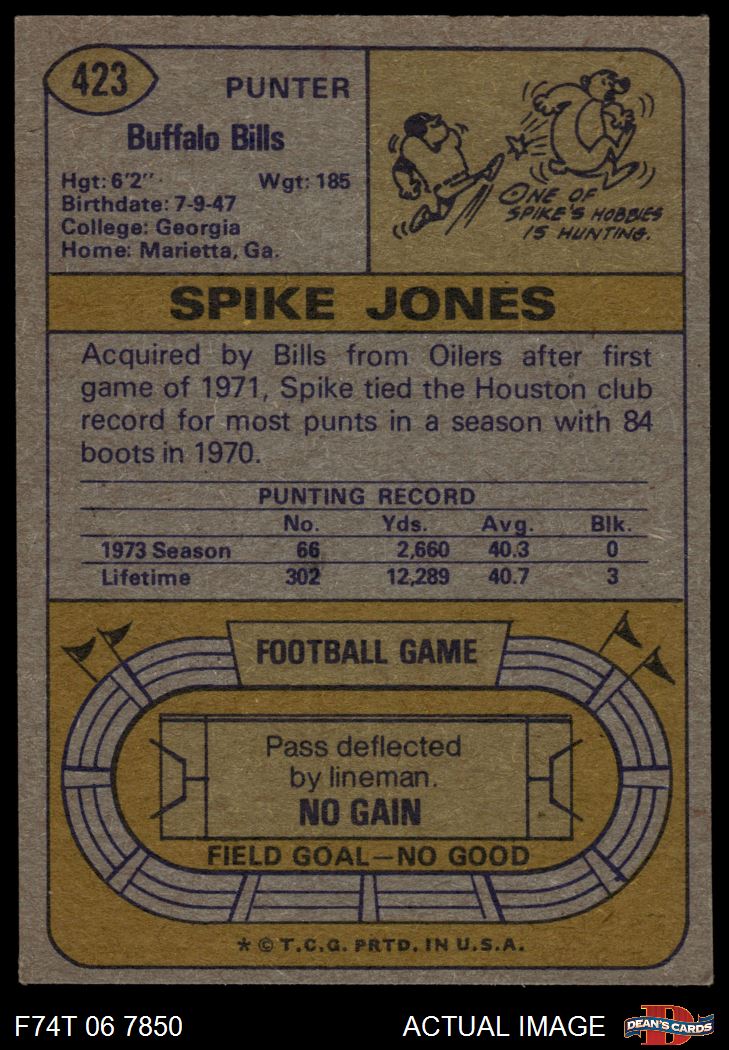 423
PUNTER
Buffalo Bills
Hgt: 6'2" Wgt: 185
Birthdate: 7-9-47
College: Georgia
Home: Marietta, Ga.
ONE OF
SPIKE'S HOBBIES
IS HUNTING.
SPIKE JONES
Acquired by Bills from Oilers after first
game of 1971, Spike tied the Houston club
record for most punts in a season with 84
boots in 1970.
PUNTING RECORD
No. Yds. Avg. Blk.
1973 Season 66 2,660 40.3 0
Lifetime 302 12,289 40.7 3
FOOTBALL GAME
Pass deflected
by lineman.
NO GAIN
FIELD GOAL—NO GOOD
* © T.C.G. PRTD. IN U.S.A.
F74T 06 7850 ACTUAL IMAGE
D
DEAN'S CARDS